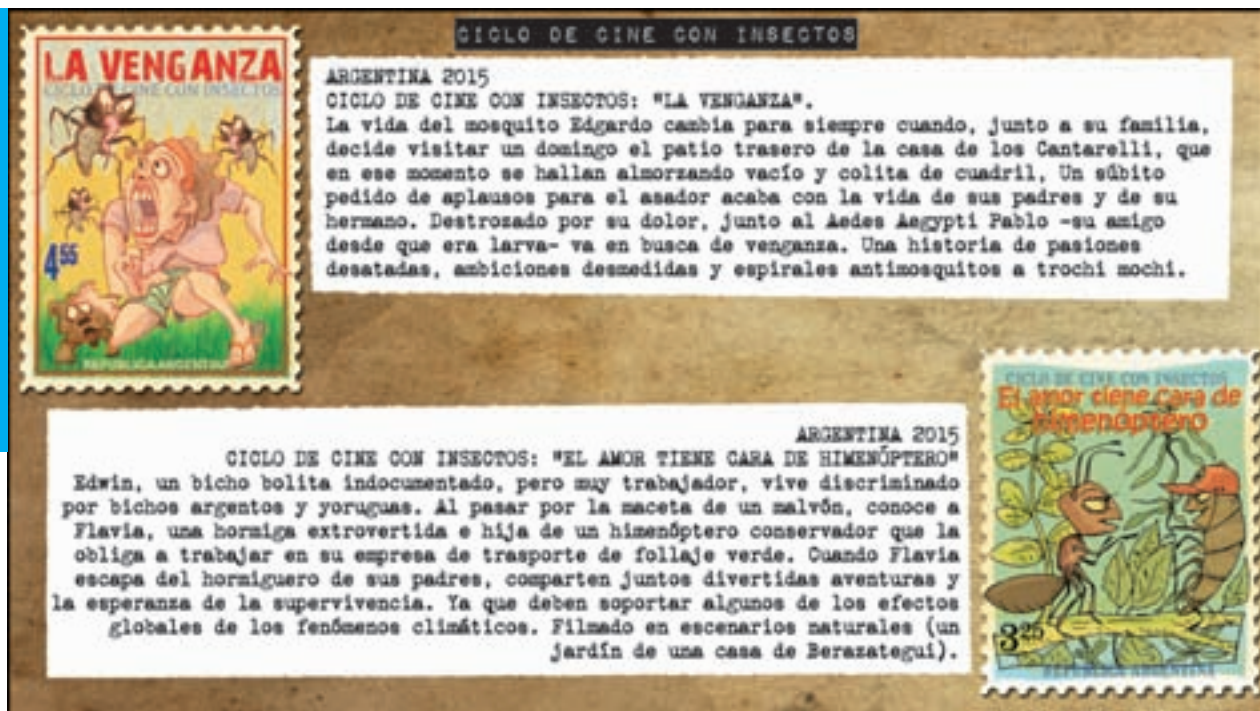 CICLO DE CINE CON INSECTOS
LA VENGANZA
CICLO DE CINE CON INSECTOS
4⁵⁵
REPUBLICA ARGENTINA
ARGENTINA 2015
CICLO DE CINE CON INSECTOS: "LA VENGANZA".
La vida del mosquito Edgardo cambia para siempre cuando, junto a su familia,
decide visitar un domingo el patio trasero de la casa de los Cantarelli, que
en ese momento se hallan almorzando vacío y colita de cuadril, Un súbito
pedido de aplausos para el asador acaba con la vida de sus padres y de su
hermano. Destrozado por su dolor, junto al Aedes Aegypti Pablo -su amigo
desde que era larva- va en busca de venganza. Una historia de pasiones
desatadas, ambiciones desmedidas y espirales antimosquitos a trochi mochi.
ARGENTINA 2015
CICLO DE CINE CON INSECTOS: "EL AMOR TIENE CARA DE HIMENÓPTERO"
Edwin, un bicho bolita indocumentado, pero muy trabajador, vive discriminado
por bichos argentos y yoruguas. Al pasar por la maceta de un malvón, conoce a
Flavia, una hormiga extrovertida e hija de un himenóptero conservador que la
obliga a trabajar en su empresa de trasporte de follaje verde. Cuando Flavia
escapa del hormiguero de sus padres, comparten juntos divertidas aventuras y
la esperanza de la supervivencia. Ya que deben soportar algunos de los efectos
globales de los fenómenos climáticos. Filmado en escenarios naturales (un
jardín de una casa de Berazategui).
CICLO DE CINE CON INSECTOS
El amor tiene cara de
himenóptero
3²⁵
REPUBLICA ARGENTINA